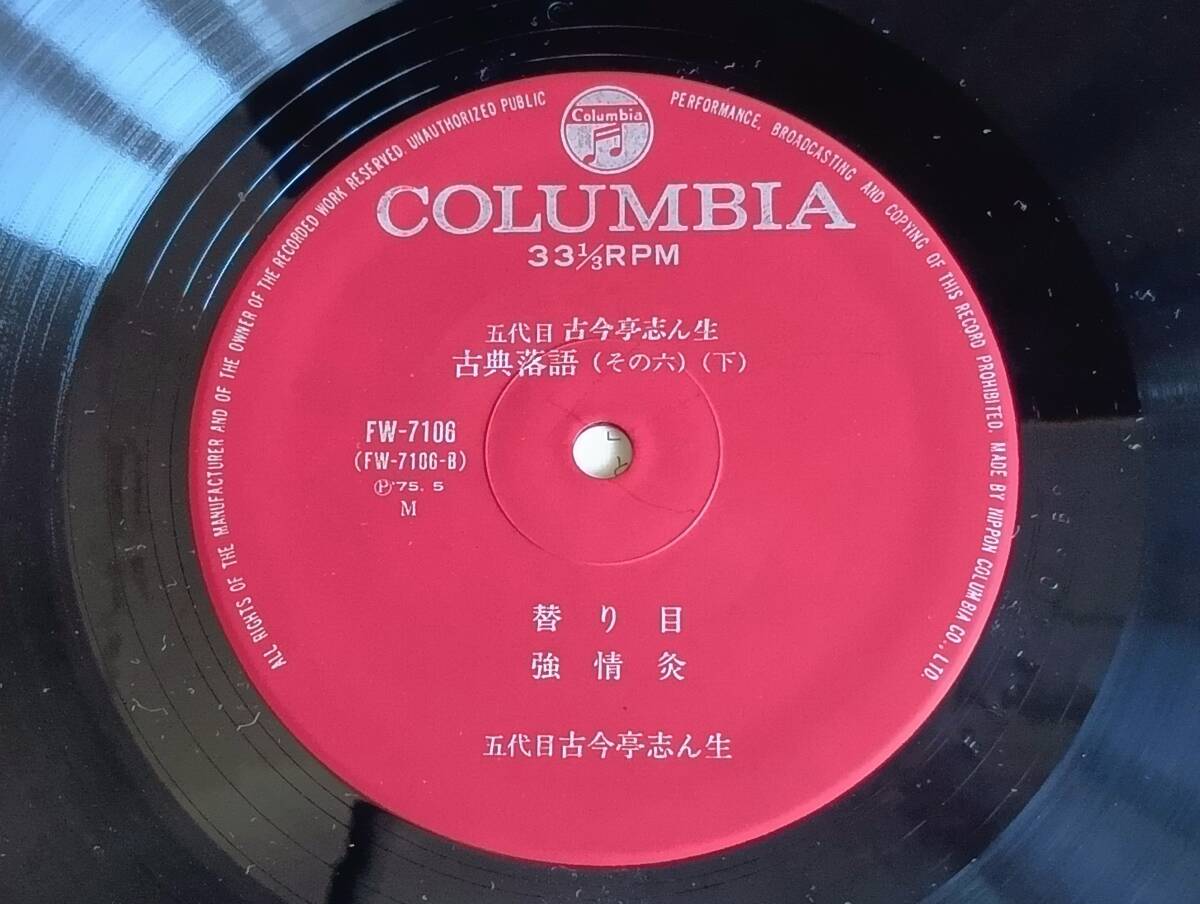 Columbia
COLUMBIA
33⅓RPM
五代目 古今亭志ん生
古典落語（その六）（下）
FW-7106
(FW-7106-B)
Ⓟ'75. 5
M
替り目
強情灸
五代目古今亭志ん生
ALL RIGHTS OF THE MANUFACTURER AND OF THE OWNER OF THE RECORDED WORK RESERVED. UNAUTHORIZED PUBLIC PERFORMANCE, BROADCASTING AND COPYING OF THIS RECORD PROHIBITED. MADE BY NIPPON COLUMBIA CO., LTD.